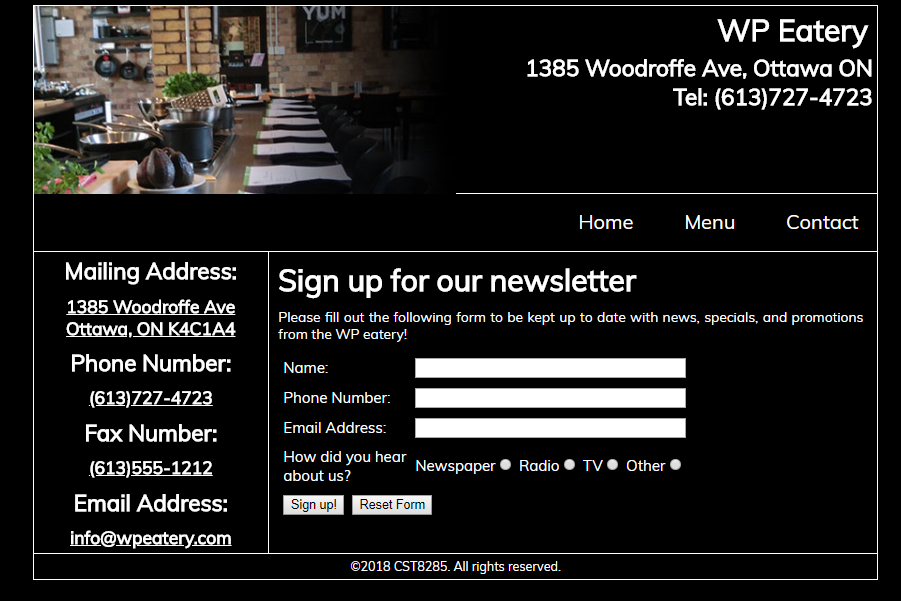 YUM
WP Eatery
1385 Woodroffe Ave, Ottawa ON
Tel: (613)727-4723
Home Menu Contact
Mailing Address:
1385 Woodroffe Ave
Ottawa, ON K4C1A4
Phone Number:
(613)727-4723
Fax Number:
(613)555-1212
Email Address:
info@wpeatery.com
Sign up for our newsletter
Please fill out the following form to be kept up to date with news, specials, and promotions
from the WP eatery!
Name:
Phone Number:
Email Address:
How did you hear
about us?
Newspaper Radio TV Other
Sign up! Reset Form
©2018 CST8285. All rights reserved.